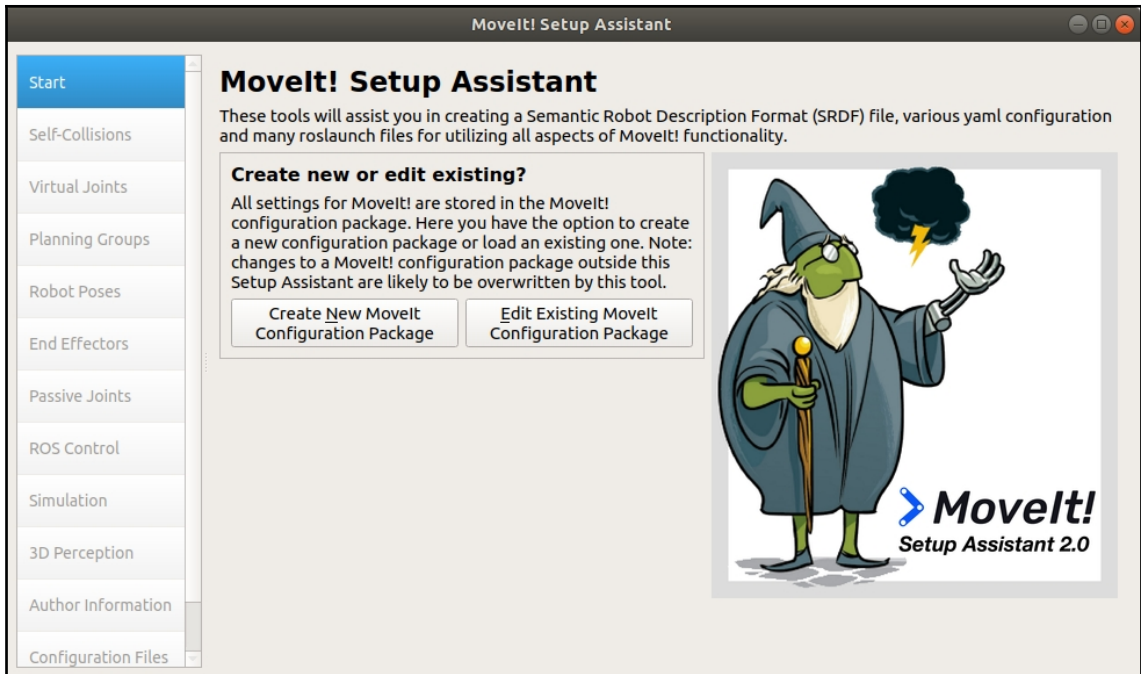 MoveIt! Setup Assistant
Start
Self-Collisions
Virtual Joints
Planning Groups
Robot Poses
End Effectors
Passive Joints
ROS Control
Simulation
3D Perception
Author Information
Configuration Files
MoveIt! Setup Assistant
These tools will assist you in creating a Semantic Robot Description Format (SRDF) file, various yaml configuration
and many roslaunch files for utilizing all aspects of MoveIt! functionality.
Create new or edit existing?
All settings for MoveIt! are stored in the MoveIt!
configuration package. Here you have the option to create
a new configuration package or load an existing one. Note:
changes to a MoveIt! configuration package outside this
Setup Assistant are likely to be overwritten by this tool.
Create New MoveIt
Configuration Package
Edit Existing MoveIt
Configuration Package
MoveIt!
Setup Assistant 2.0